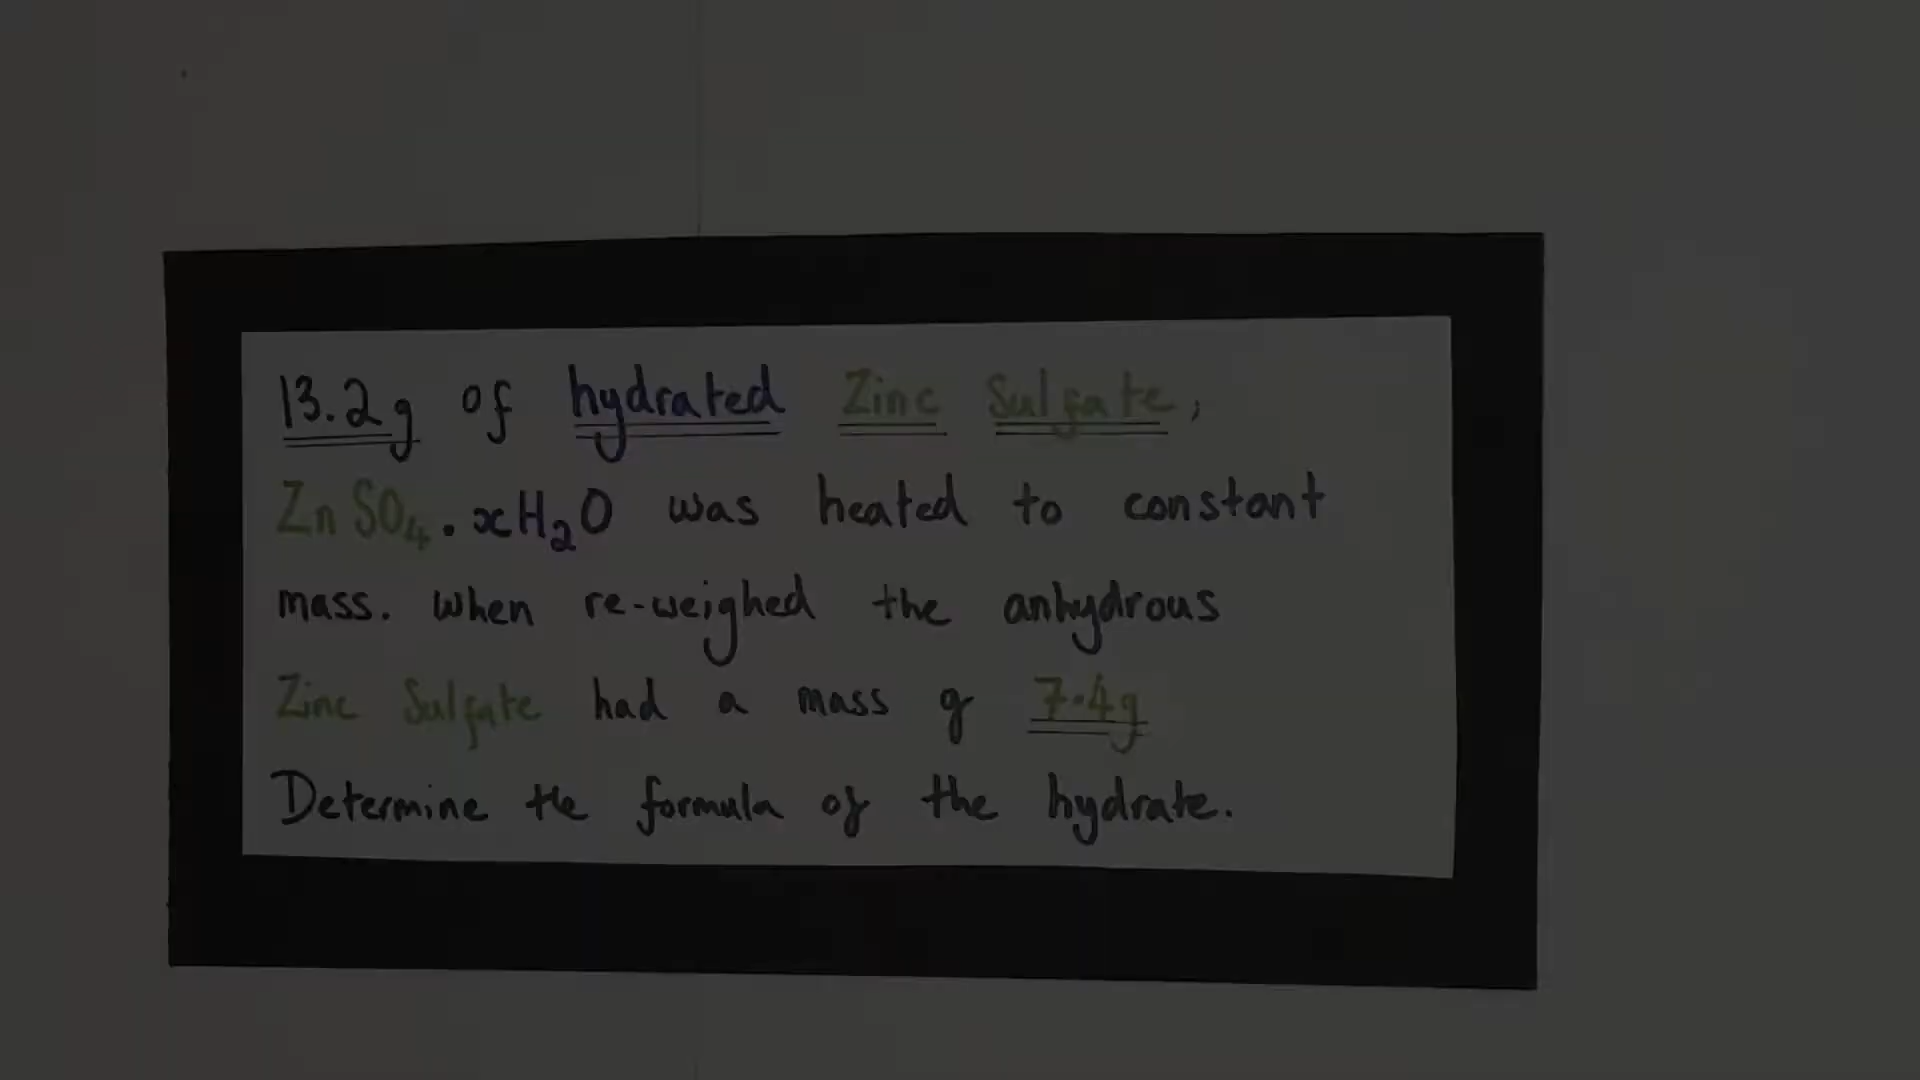 13.2g of hydrated Zinc Sulfate,
ZnSO₄.xH₂O was heated to constant
mass. When re-weighed the anhydrous
Zinc Sulfate had a mass of 7.4g
Determine the formula of the hydrate.